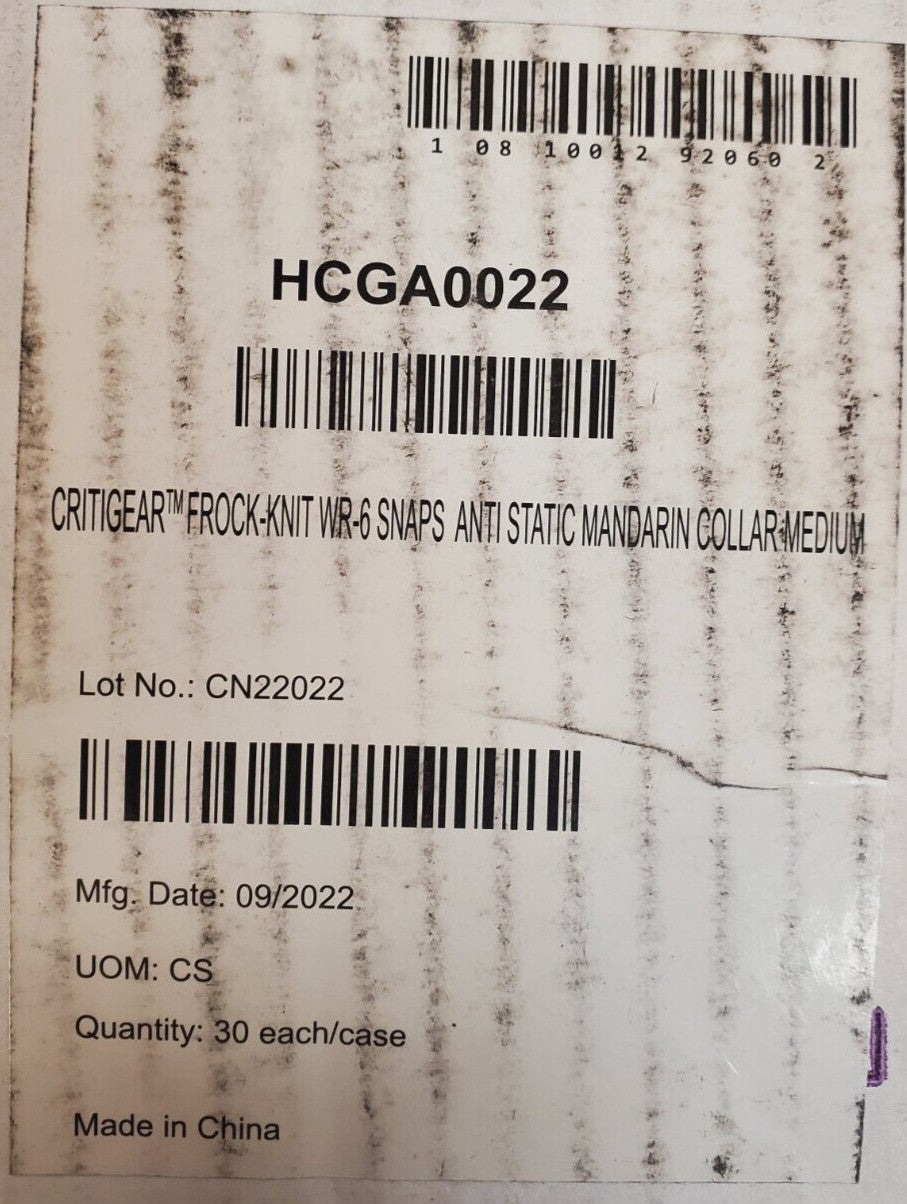 1 08 10012 92060 2
HCGA0022
CRITIGEAR™ FROCK-KNIT WR-6 SNAPS ANTI STATIC MANDARIN COLLAR-MEDIUM
Lot No.: CN22022
Mfg. Date: 09/2022
UOM: CS
Quantity: 30 each/case
Made in China